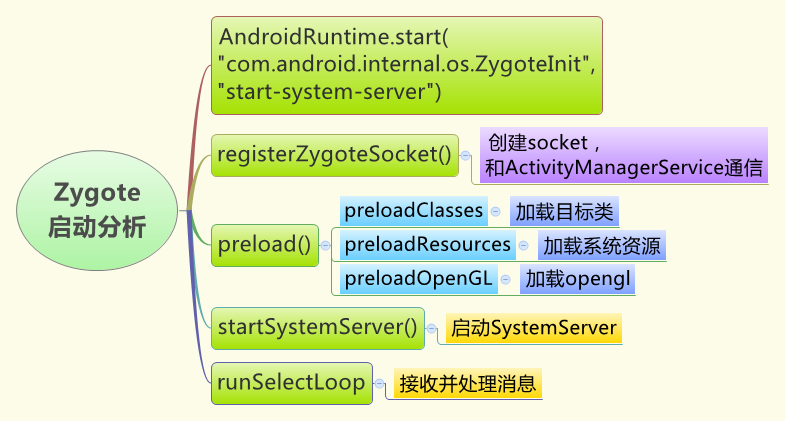 Zygote
启动分析
AndroidRuntime.start(
"com.android.internal.os.ZygoteInit",
"start-system-server")
registerZygoteSocket()
创建socket，
和ActivityManagerService通信
preload()
preloadClasses
加载目标类
preloadResources
加载系统资源
preloadOpenGL
加载opengl
startSystemServer()
启动SystemServer
runSelectLoop
接收并处理消息